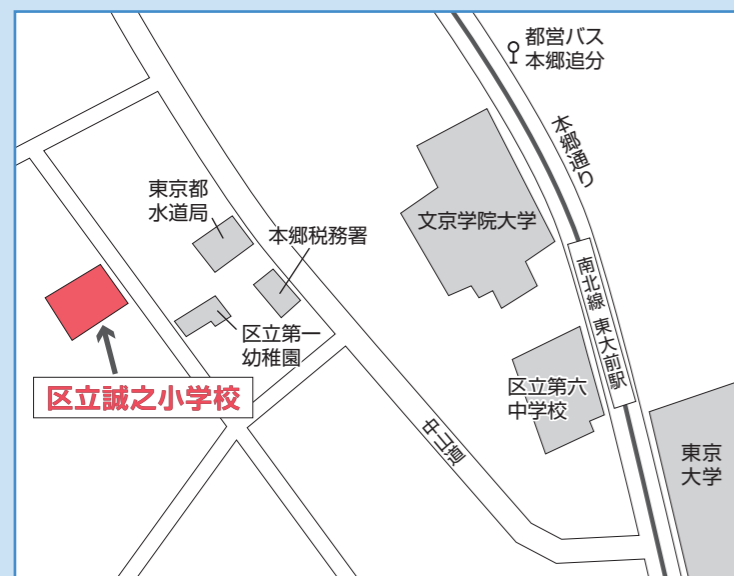 都営バス
本郷追分
本郷通り
東京都
水道局
本郷税務署
文京学院大学
南北線 東大前駅
区立第一
幼稚園
区立誠之小学校
区立第六
中学校
中山道
東京
大学